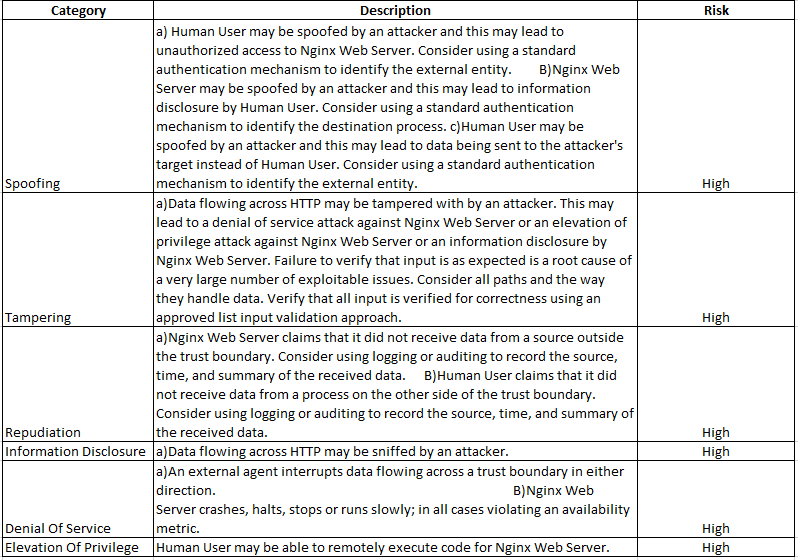 Category Description Risk
a) Human User may be spoofed by an attacker and this may lead to
unauthorized access to Nginx Web Server. Consider using a standard
authentication mechanism to identify the external entity. B)Nginx Web
Server may be spoofed by an attacker and this may lead to information
disclosure by Human User. Consider using a standard authentication
mechanism to identify the destination process. c)Human User may be
spoofed by an attacker and this may lead to data being sent to the attacker's
target instead of Human User. Consider using a standard authentication
Spoofing mechanism to identify the external entity. High
a)Data flowing across HTTP may be tampered with by an attacker. This may
lead to a denial of service attack against Nginx Web Server or an elevation of
privilege attack against Nginx Web Server or an information disclosure by
Nginx Web Server. Failure to verify that input is as expected is a root cause of
a very large number of exploitable issues. Consider all paths and the way
they handle data. Verify that all input is verified for correctness using an
Tampering approved list input validation approach. High
a)Nginx Web Server claims that it did not receive data from a source outside
the trust boundary. Consider using logging or auditing to record the source,
time, and summary of the received data. B)Human User claims that it did
not receive data from a process on the other side of the trust boundary.
Consider using logging or auditing to record the source, time, and summary of
Repudiation the received data. High
Information Disclosure a)Data flowing across HTTP may be sniffed by an attacker. High
a)An external agent interrupts data flowing across a trust boundary in either
direction. B)Nginx Web
Server crashes, halts, stops or runs slowly; in all cases violating an availability
Denial Of Service metric. High
Elevation Of Privilege Human User may be able to remotely execute code for Nginx Web Server. High